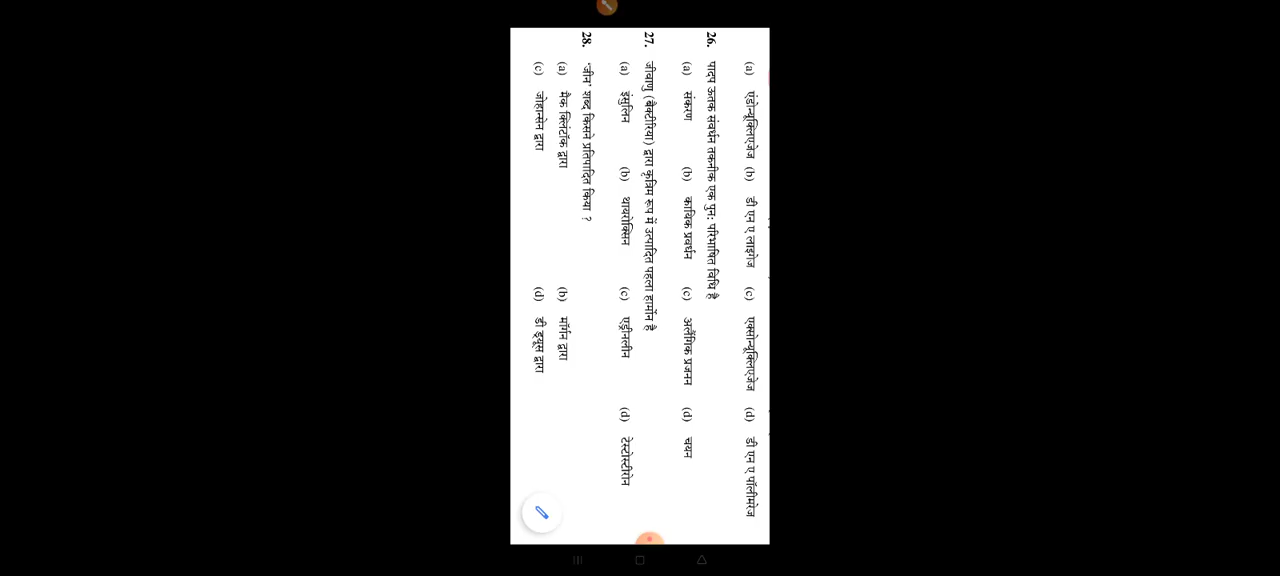 (a) एंडोन्यूक्लिएजेज (b) डी एन ए लाइगेज (c) एक्सोन्यूक्लिएजेज (d) डी एन ए पॉलीमरेज
26. पादप ऊतक संवर्धन तकनीक एक पुन: परिभाषित विधि है
(a) संकरण (b) कायिक प्रवर्धन (c) अलैंगिक प्रजनन (d) चयन
27. जीवाणु (बैक्टीरिया) द्वारा कृत्रिम रूप में उत्पादित पहला हार्मोन है
(a) इंसुलिन (b) थायरोक्सिन (c) एड्रीनलीन (d) टेस्टोस्टीरोन
28. 'जीन' शब्द किसने प्रतिपादित किया ?
(a) मैक क्लिंटॉक द्वारा (b) मॉर्गन द्वारा
(c) जोहान्सेन द्वारा (d) डी ड्यूस द्वारा